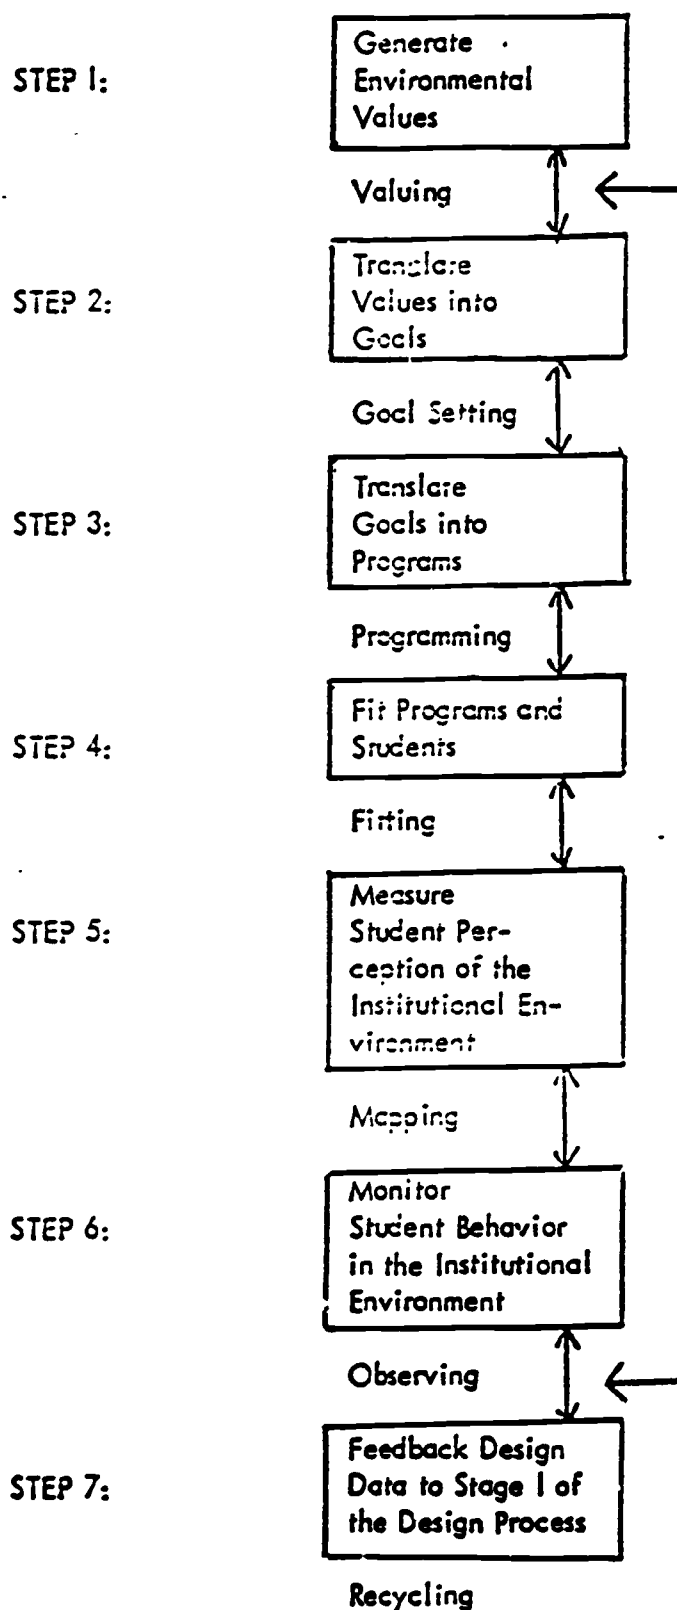 STEP 1:
Generate
Environmental
Values
Valuing
STEP 2:
Translate
Values into
Goals
Goal Setting
STEP 3:
Translate
Goals into
Programs
Programming
STEP 4:
Fit Programs and
Students
Fitting
STEP 5:
Measure
Student Per-
ception of the
Institutional En-
vironment
Mapping
STEP 6:
Monitor
Student Behavior
in the Institutional
Environment
Observing
STEP 7:
Feedback Design
Data to Stage I of
the Design Process
Recycling